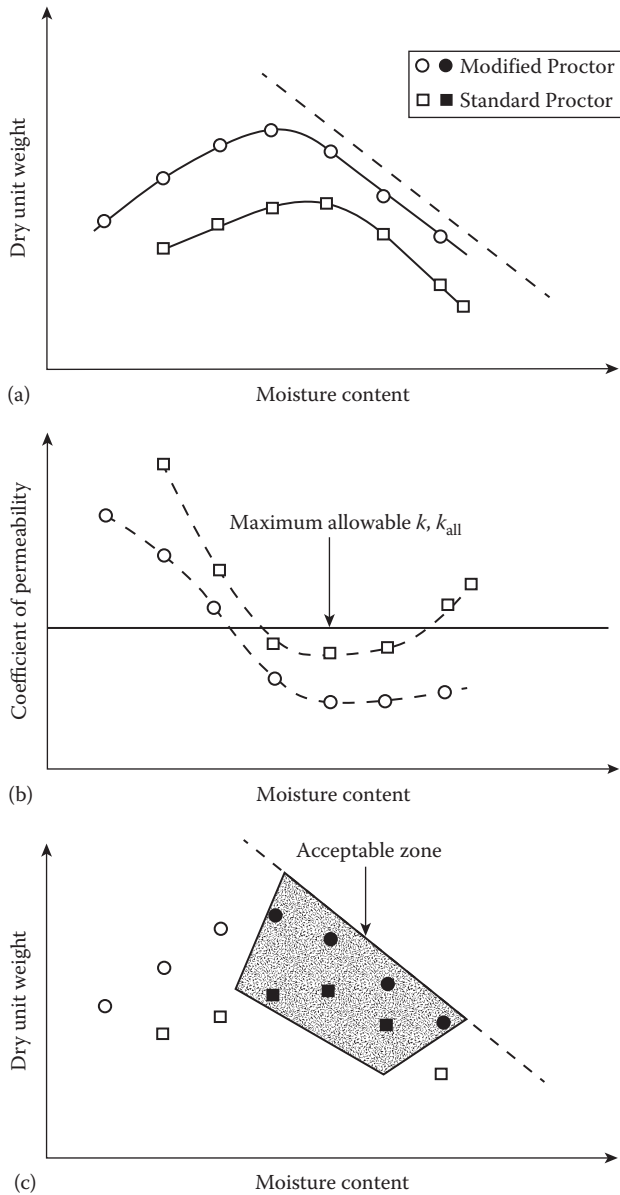 Modified Proctor
Standard Proctor
Dry unit weight
(a)
Moisture content
Maximum allowable k, k_all
Coefficient of permeability
(b)
Moisture content
Acceptable zone
Dry unit weight
(c)
Moisture content